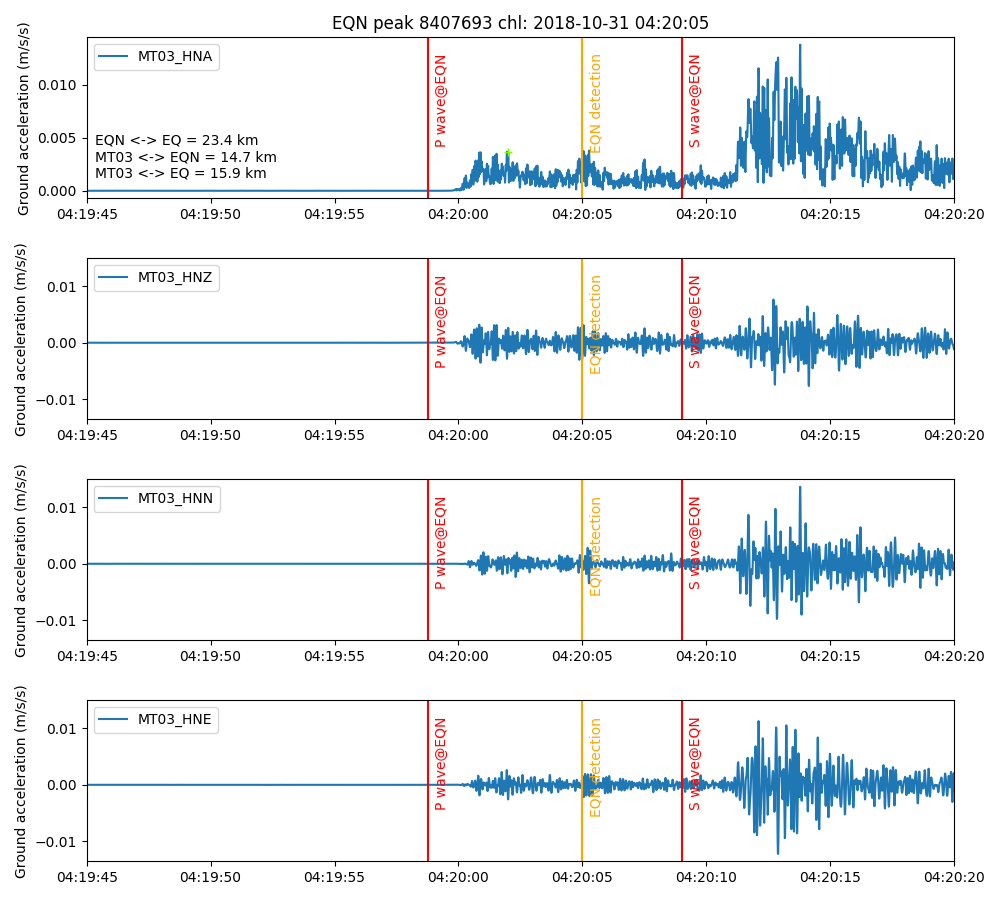 EQN peak 8407693 chl: 2018-10-31 04:20:05
Ground acceleration (m/s/s)
MT03_HNA
P wave@EQN
EQN detection
S wave@EQN
0.010
0.005
0.000
EQN <-> EQ = 23.4 km
MT03 <-> EQN = 14.7 km
MT03 <-> EQ = 15.9 km
04:19:45 04:19:50 04:19:55 04:20:00 04:20:05 04:20:10 04:20:15 04:20:20
Ground acceleration (m/s/s)
MT03_HNZ
P wave@EQN
EQN detection
S wave@EQN
0.01
0.00
−0.01
04:19:45 04:19:50 04:19:55 04:20:00 04:20:05 04:20:10 04:20:15 04:20:20
Ground acceleration (m/s/s)
MT03_HNN
P wave@EQN
EQN detection
S wave@EQN
0.01
0.00
−0.01
04:19:45 04:19:50 04:19:55 04:20:00 04:20:05 04:20:10 04:20:15 04:20:20
Ground acceleration (m/s/s)
MT03_HNE
P wave@EQN
EQN detection
S wave@EQN
0.01
0.00
−0.01
04:19:45 04:19:50 04:19:55 04:20:00 04:20:05 04:20:10 04:20:15 04:20:20